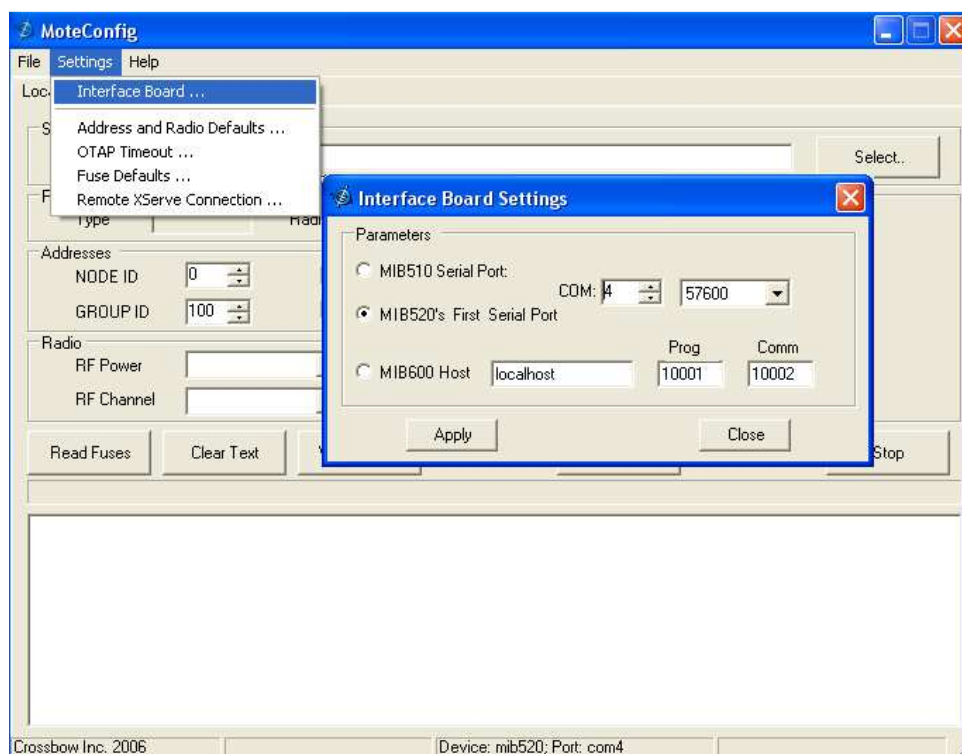 MoteConfig
File Settings Help
Interface Board ...
Address and Radio Defaults ...
OTAP Timeout ...
Fuse Defaults ...
Remote XServe Connection ...
Select..
Type
Addresses
NODE ID 0
GROUP ID 100
Radio
RF Power
RF Channel
Interface Board Settings
Parameters
MIB510 Serial Port:
COM: 4 57600
MIB520's First Serial Port
Prog Comm
MIB600 Host localhost 10001 10002
Apply Close
Read Fuses Clear Text Stop
Crossbow Inc. 2006 Device: mib520; Port: com4